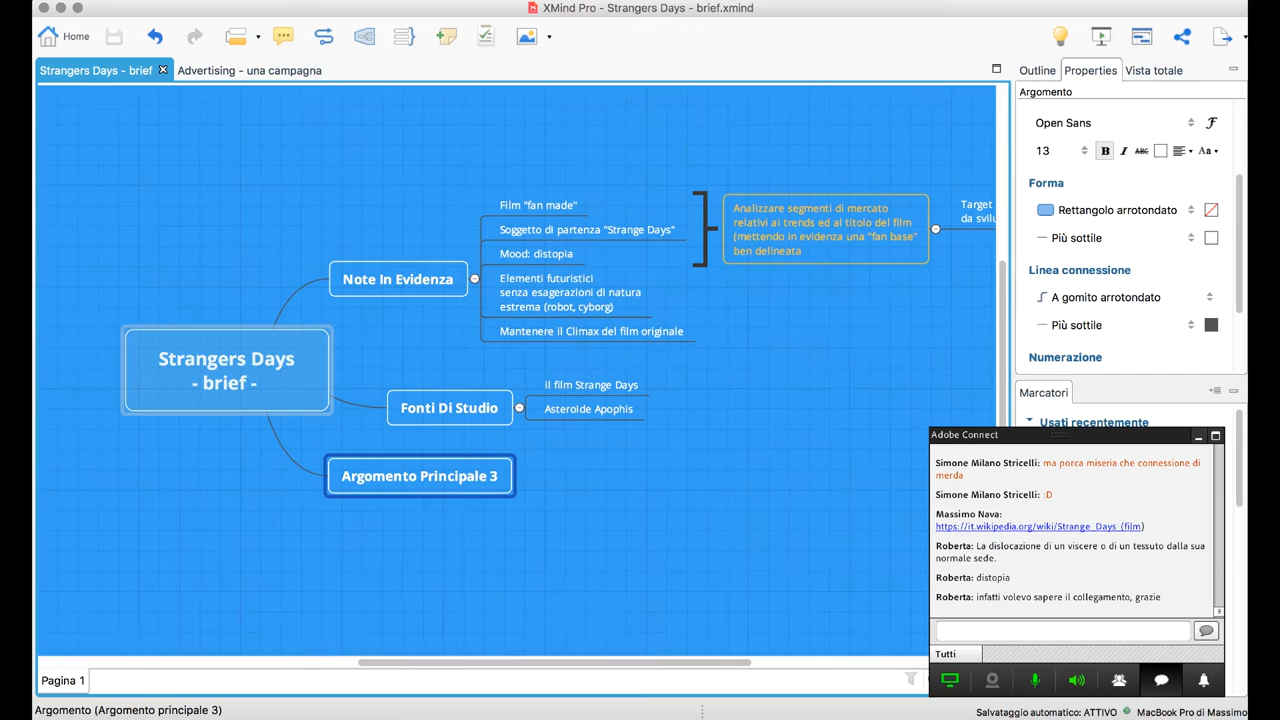 XMind Pro - Strangers Days - brief.xmind
Home
Strangers Days - brief
Advertising - una campagna
Outline
Properties
Vista totale
Argomento
Open Sans
13
B
I
ABC
Aa
Forma
Rettangolo arrotondato
Più sottile
Linea connessione
A gomito arrotondato
Più sottile
Numerazione
Marcatori
Usati recentemente
Film "fan made"
Soggetto di partenza "Strange Days"
Mood: distopia
Elementi futuristici
senza esagerazioni di natura
estrema (robot, cyborg)
Mantenere il Climax del film originale
Analizzare segmenti di mercato
relativi ai trends ed al titolo del film
(mettendo in evidenza una "fan base"
ben delineata
Target
da svilu
Note In Evidenza
Strangers Days
- brief -
Fonti Di Studio
Il film Strange Days
Asteroide Apophis
Argomento Principale 3
Adobe Connect
Simone Milano Stricelli: ma porca miseria che connessione di
merda
Simone Milano Stricelli: :D
Massimo Nava:
https://it.wikipedia.org/wiki/Strange_Days_(film)
Roberta: La dislocazione di un viscere o di un tessuto dalla sua
normale sede.
Roberta: distopia
Roberta: infatti volevo sapere il collegamento, grazie
Tutti
Pagina 1
Argomento (Argomento principale 3)
Salvataggio automatico: ATTIVO
MacBook Pro di Massimo